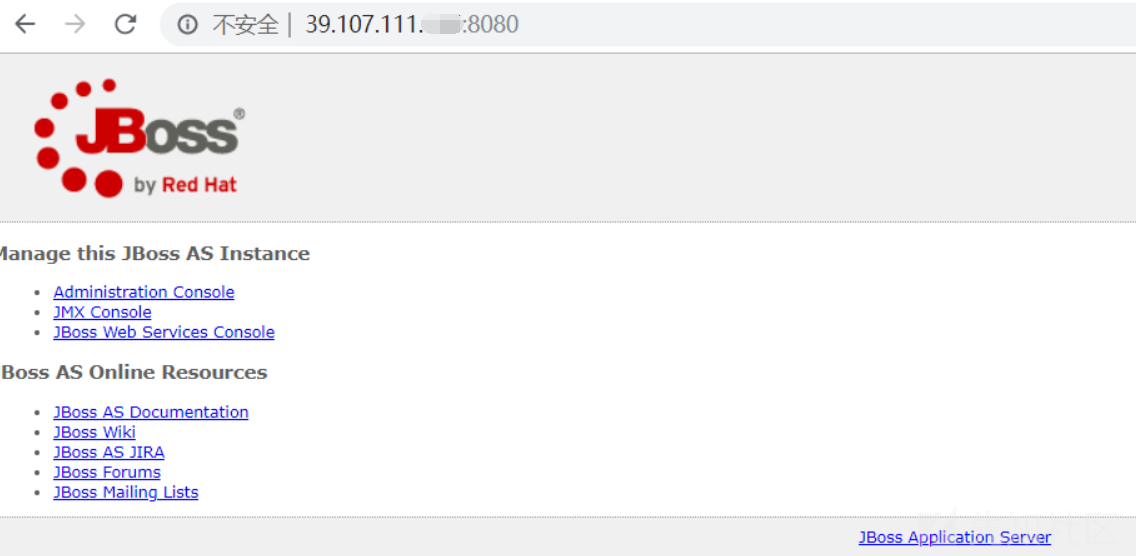 不安全 | 39.107.111. :8080
JBoss®
by Red Hat
Manage this JBoss AS Instance
Administration Console
JMX Console
JBoss Web Services Console
Boss AS Online Resources
JBoss AS Documentation
JBoss Wiki
JBoss AS JIRA
JBoss Forums
JBoss Mailing Lists
JBoss Application Server